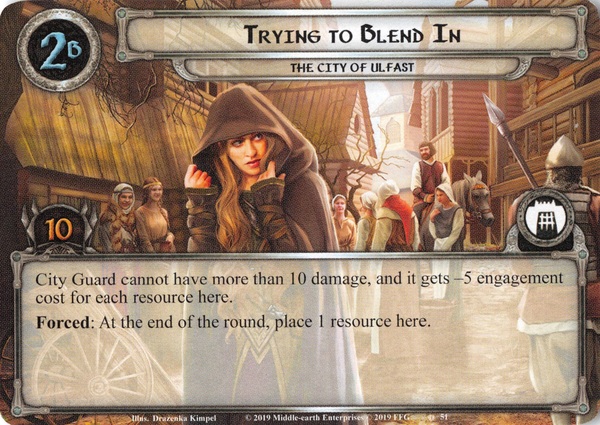 2B
TRYING TO BLEND IN
THE CITY OF ULFAST
10
City Guard cannot have more than 10 damage, and it gets –5 engagement
cost for each resource here.
Forced: At the end of the round, place 1 resource here.
Illus. Drazenka Kimpel © 2019 Middle-earth Enterprises © 2019 FFG 51